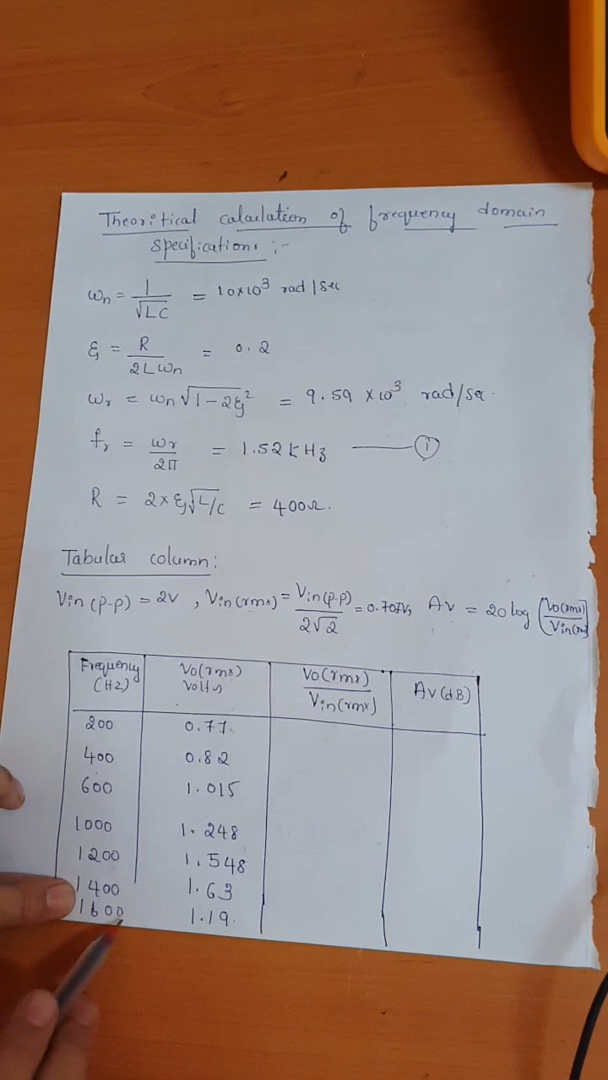 Theoritical calculation of frequency domain
specifications :-
ωn = 1/√LC = 10×10³ rad/sec
ξ = R/2Lωn = 0.2
ωr = ωn√1-2ξ² = 9.59 × 10³ rad/sec.
fr = ωr/2π = 1.52 kHz —— ①
R = 2×ξ√L/C = 400Ω.
Tabular column:
Vin(p-p) = 2V , Vin(rms) = Vin(p-p)/2√2 = 0.707V, AV = 20 log (Vo(rms)/Vin(rms))
Frequency (Hz) Vo(rms) Volts Vo(rms)/Vin(rms) AV(dB)
200 0.77.
400 0.82
600 1.015
1000 1.248
1200 1.548
1400 1.63
1600 1.19.